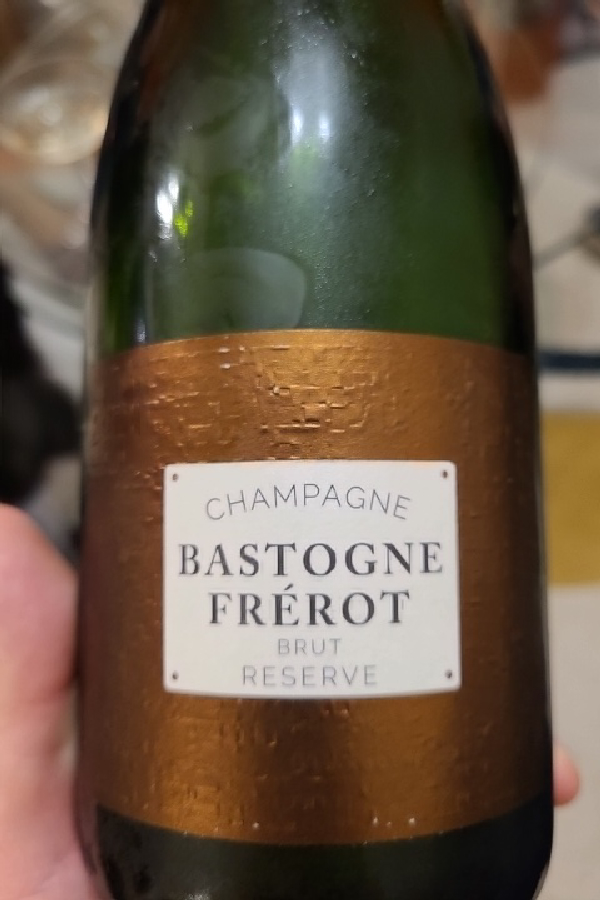 CHAMPAGNE
BASTOGNE
FRÉROT
BRUT
RESERVE